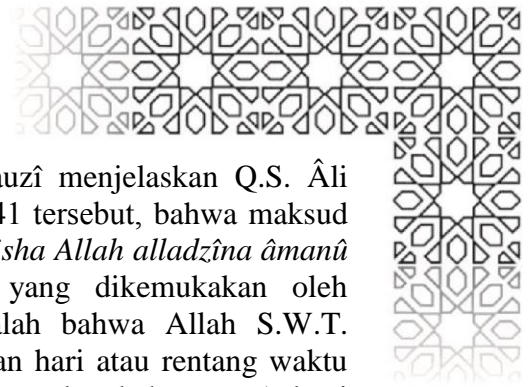 auzî menjelaskan Q.S. Âli
41 tersebut, bahwa maksud
isha Allah alladzîna âmanû
yang dikemukakan oleh
alah bahwa Allah S.W.T.
an hari atau rentang waktu